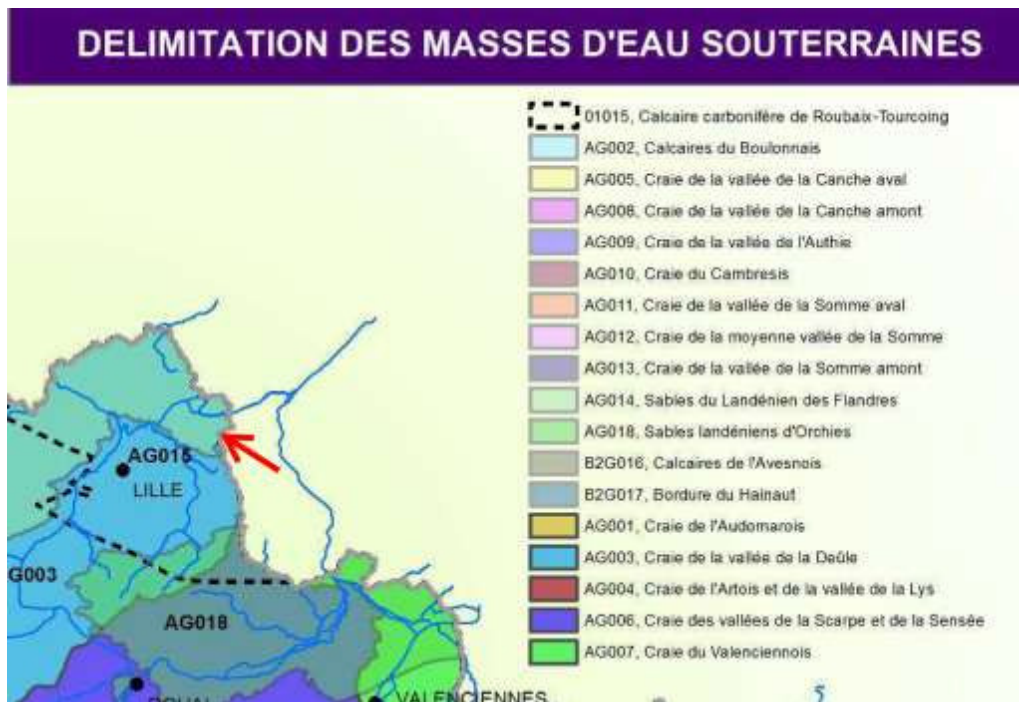 DELIMITATION DES MASSES D'EAU SOUTERRAINES
01015, Calcaire carbonifère de Roubaix-Tourcoing
AG002, Calcaires du Boulonnais
AG005, Craie de la vallée de la Canche aval
AG008, Craie de la vallée de la Canche amont
AG009, Craie de la vallée de l'Authie
AG010, Craie du Cambresis
AG011, Craie de la vallée de la Somme aval
AG012, Craie de la moyenne vallée de la Somme
AG013, Craie de la vallée de la Somme amont
AG014, Sables du Landénien des Flandres
AG018, Sables landéniens d'Orchies
B2G016, Calcaires de l'Avesnois
B2G017, Bordure du Hainaut
AG001, Craie de l'Audomarois
AG003, Craie de la vallée de la Deûle
AG004, Craie de l'Artois et de la vallée de la Lys
AG006, Craie des vallées de la Scarpe et de la Sensée
AG007, Craie du Valenciennois
AG015
LILLE
G003
AG018
VALENCIENNES